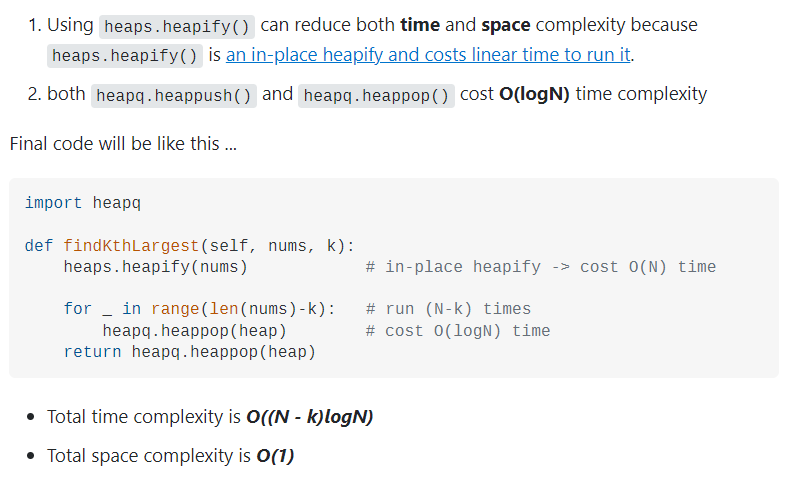 1. Using heaps.heapify() can reduce both time and space complexity because
heaps.heapify() is an in-place heapify and costs linear time to run it.
2. both heapq.heappush() and heapq.heappop() cost O(logN) time complexity
Final code will be like this ...
import heapq
def findKthLargest(self, nums, k):
    heaps.heapify(nums)            # in-place heapify -> cost O(N) time
    for _ in range(len(nums)-k):   # run (N-k) times
        heapq.heappop(heap)        # cost O(logN) time
    return heapq.heappop(heap)
• Total time complexity is O((N - k)logN)
• Total space complexity is O(1)